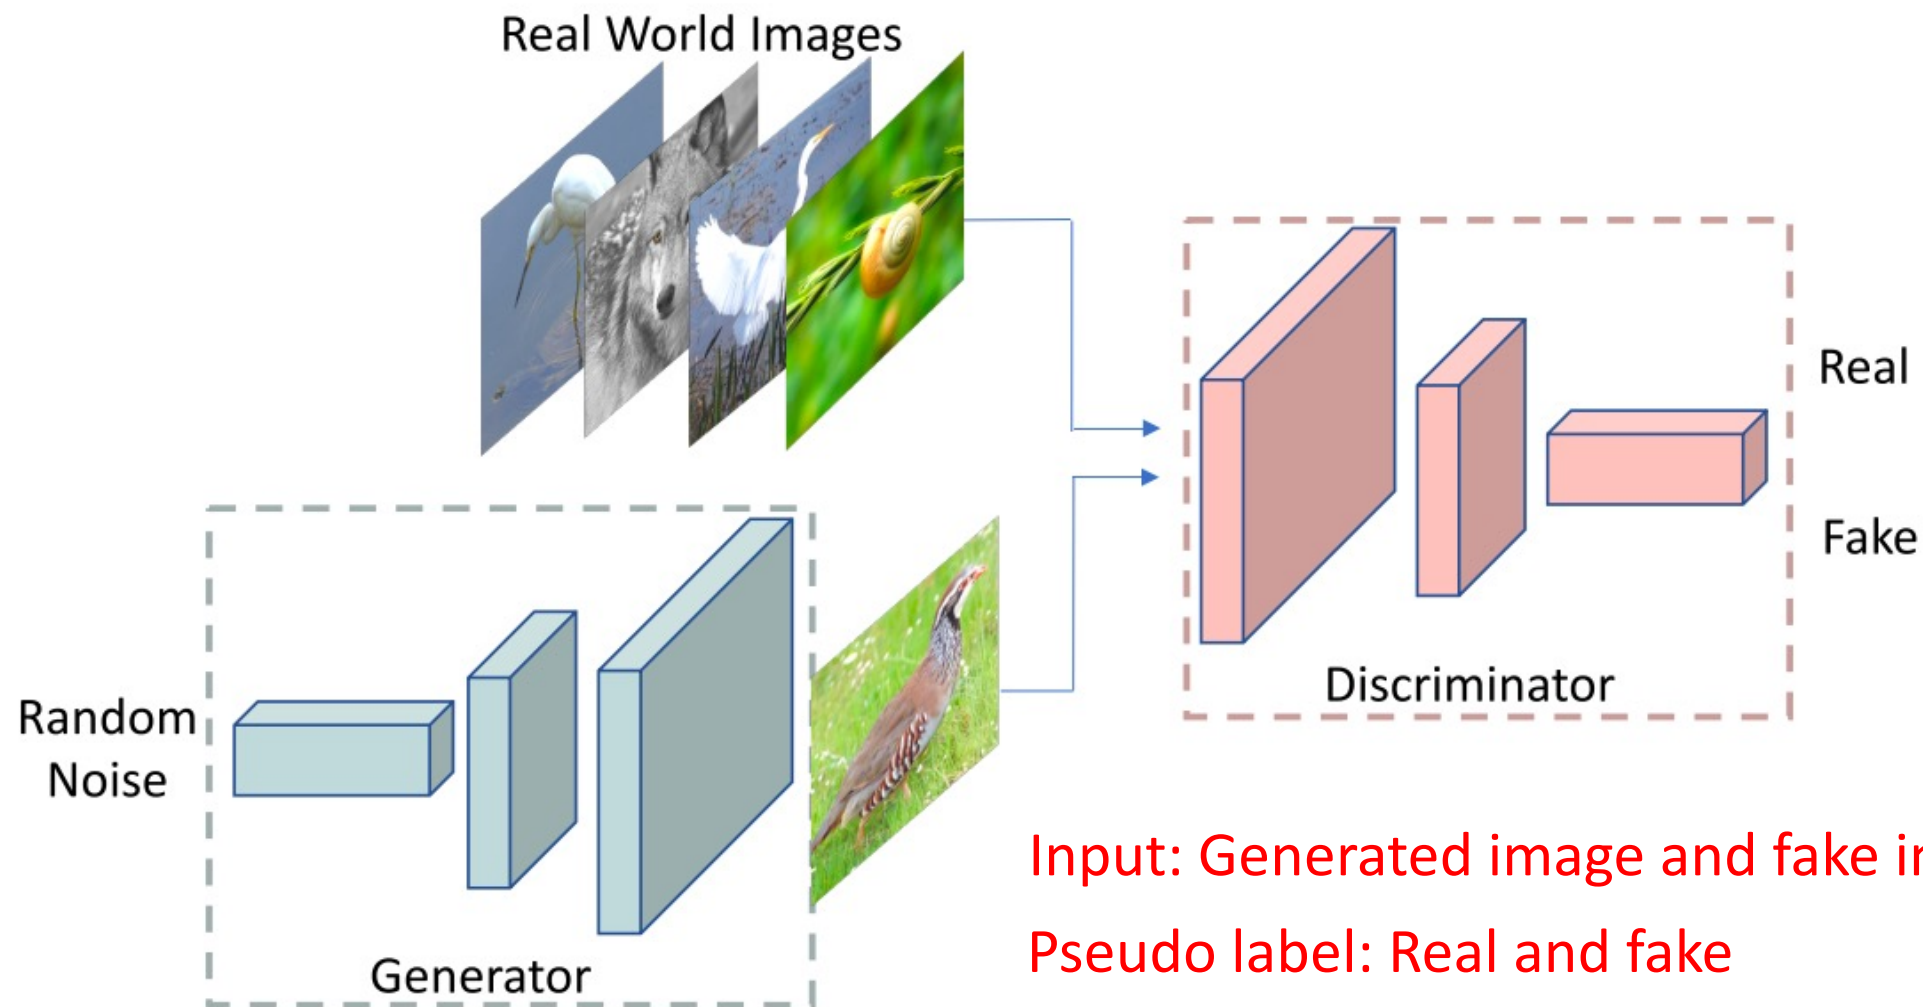 Real World Images
Real
Fake
Discriminator
Random
Noise
Generator
Input: Generated image and fake
Pseudo label: Real and fake